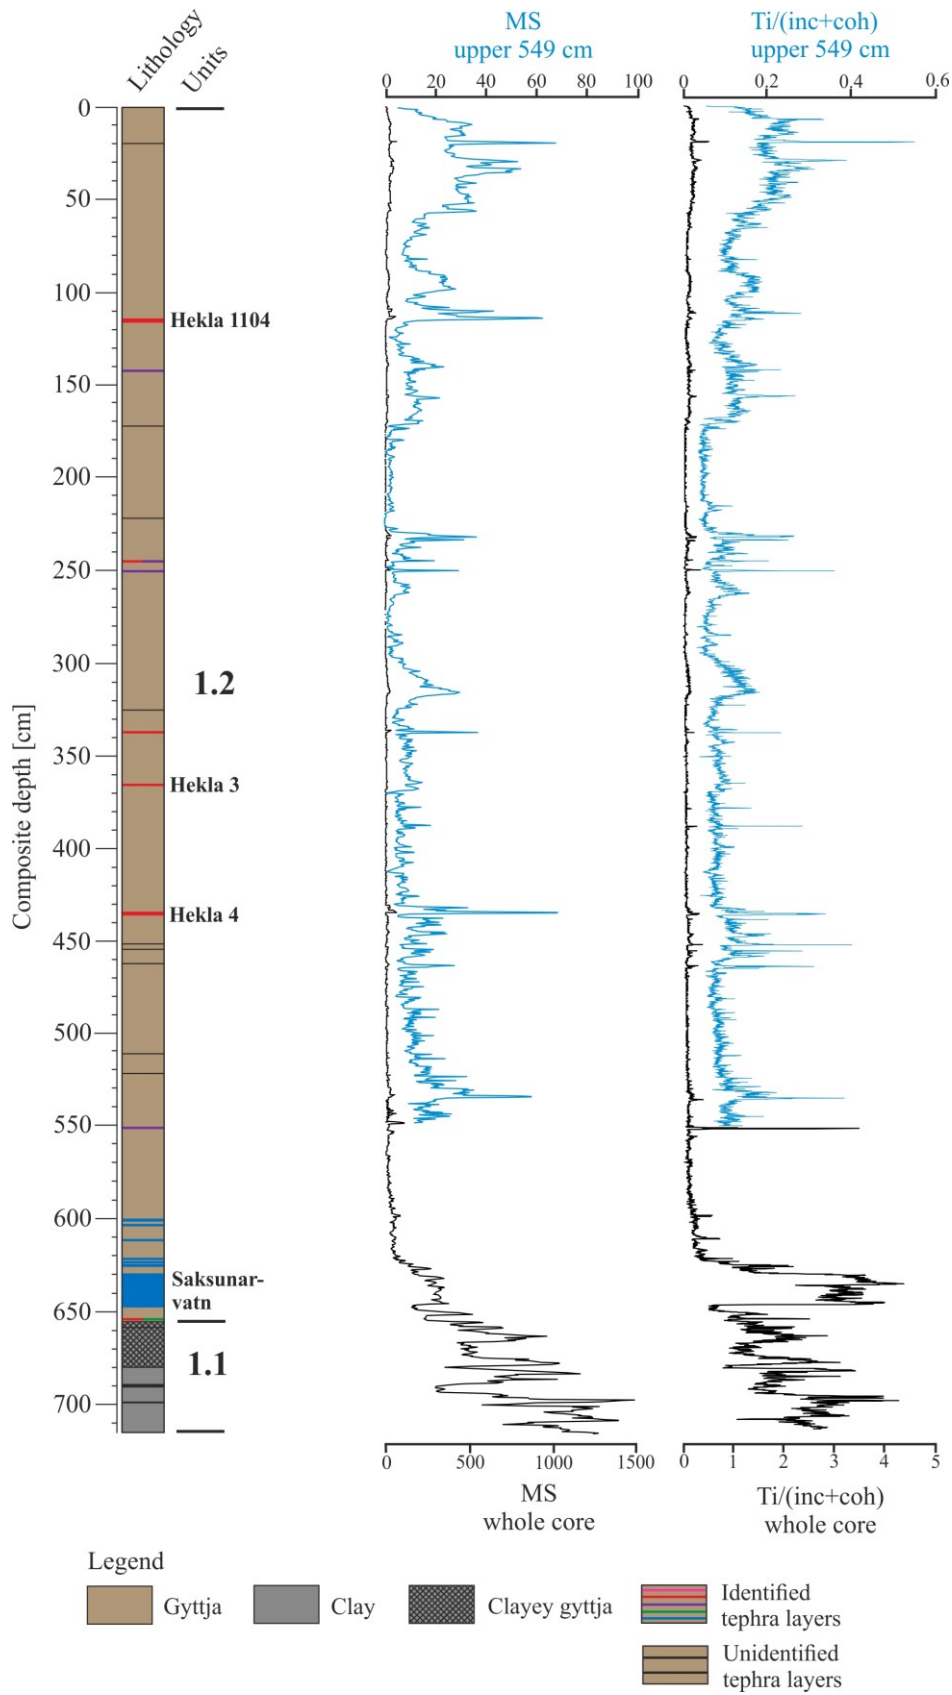 Lithology
Units
MS
upper 549 cm
Ti/(inc+coh)
upper 549 cm
0 20 40 60 80 100
0 0.2 0.4 0.6
0
50
100
Hekla 1104
150
200
250
300
1.2
350
Hekla 3
400
Hekla 4
450
500
550
600
Saksunar-
vatn
650
1.1
700
Composite depth [cm]
0 500 1000 1500
0 1 2 3 4 5
MS
whole core
Ti/(inc+coh)
whole core
Legend
Gyttja
Clay
Clayey gyttja
Identified
tephra layers
Unidentified
tephra layers